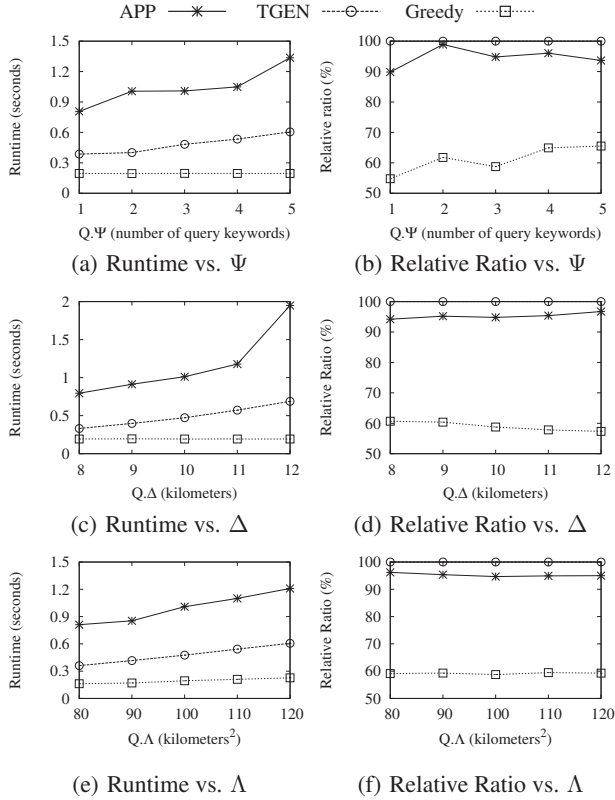 APP TGEN Greedy
Runtime (seconds)
1.5
1.2
0.9
0.6
0.3
0
1 2 3 4 5
Q.Ψ (number of query keywords)
(a) Runtime vs. Ψ
Relative ratio (%)
100
90
80
70
60
50
1 2 3 4 5
Q.Ψ (number of query keywords)
(b) Relative Ratio vs. Ψ
Runtime (seconds)
2
1.5
1
0.5
0
8 9 10 11 12
Q.Δ (kilometers)
(c) Runtime vs. Δ
Relative Ratio (%)
100
90
80
70
60
50
8 9 10 11 12
Q.Δ (kilometers)
(d) Relative Ratio vs. Δ
Runtime (seconds)
1.5
1.2
0.9
0.6
0.3
0
80 90 100 110 120
Q.Λ (kilometers²)
(e) Runtime vs. Λ
Relative Ratio (%)
100
90
80
70
60
50
80 90 100 110 120
Q.Λ (kilometers²)
(f) Relative Ratio vs. Λ